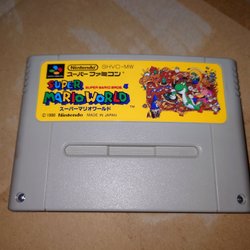 Nintendo SHVC-MW
スーパーファミコン
SUPER MARIO BROS. 4
SUPER
MARIO WORLD
スーパーマリオワールド
© 1990 Nintendo MADE IN JAPAN